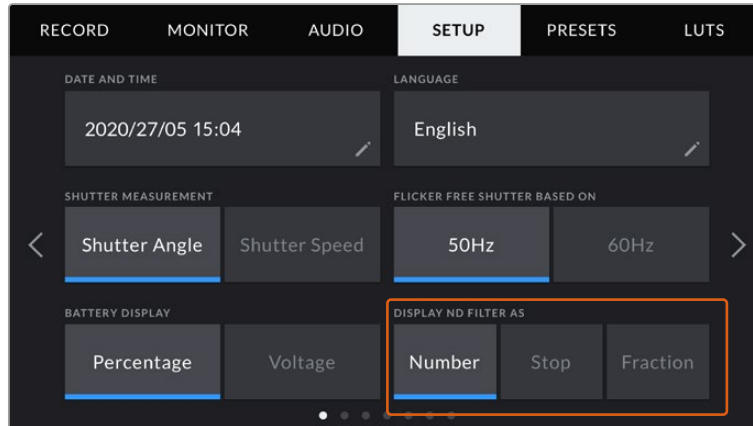 RECORD MONITOR AUDIO SETUP PRESETS LUTS
DATE AND TIME LANGUAGE
2020/27/05 15:04 English
SHUTTER MEASUREMENT FLICKER FREE SHUTTER BASED ON
Shutter Angle Shutter Speed 50Hz 60Hz
BATTERY DISPLAY DISPLAY ND FILTER AS
Percentage Voltage Number Stop Fraction